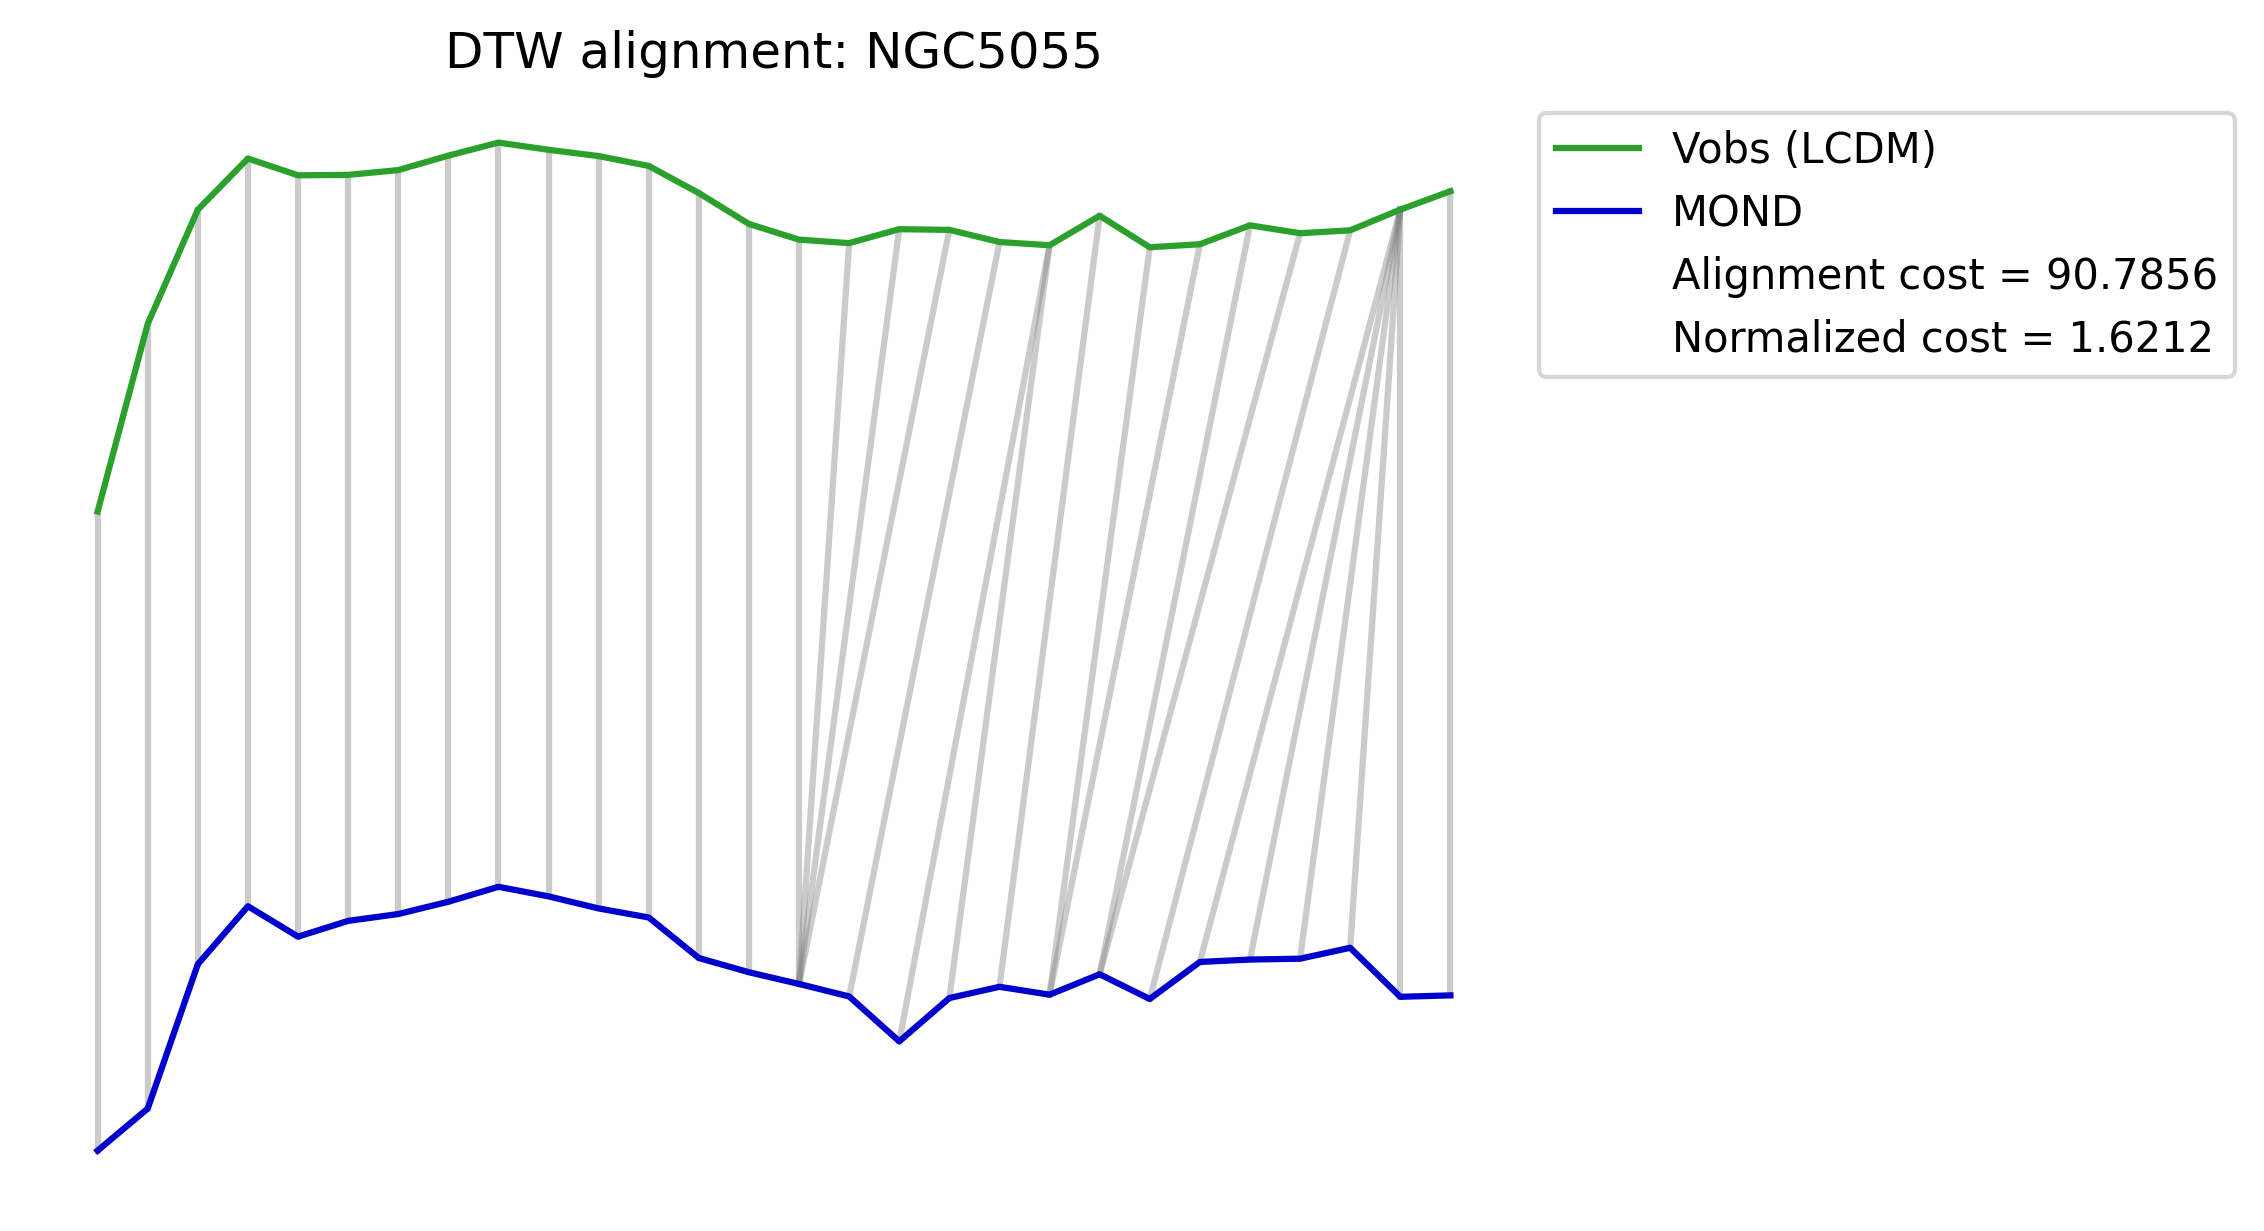 DTW alignment: NGC5055
Vobs (LCDM)
MOND
Alignment cost = 90.7856
Normalized cost = 1.6212